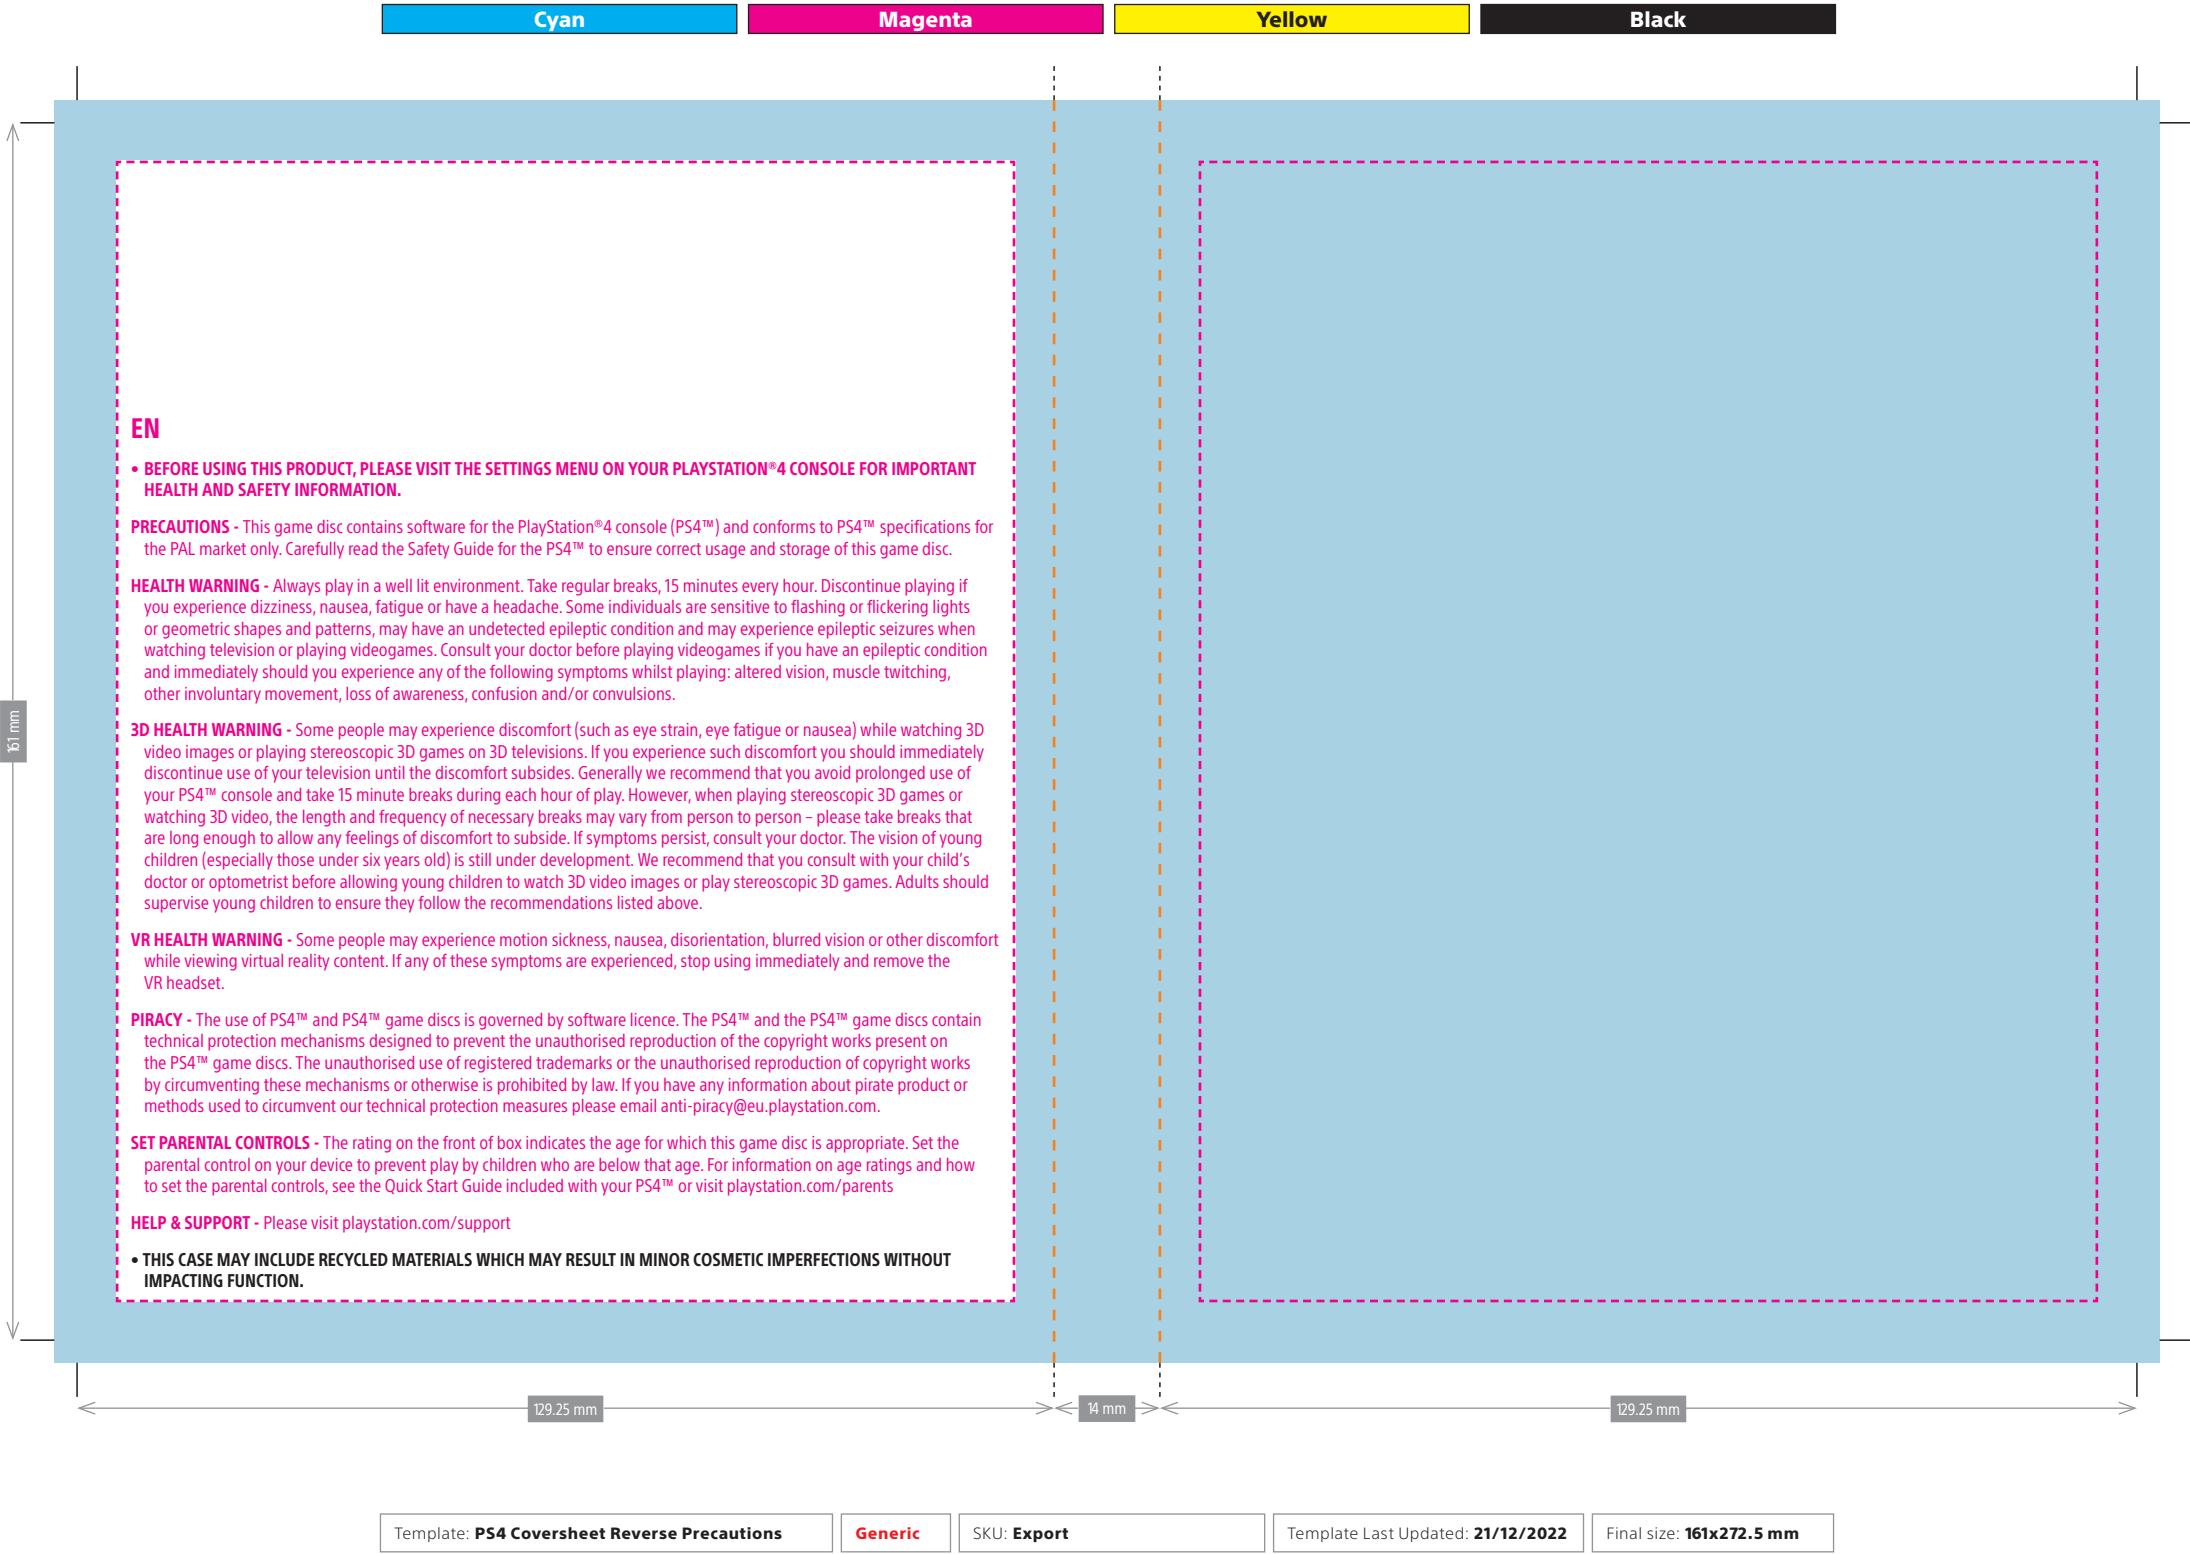 Cyan
Magenta
Yellow
Black
161 mm
EN
• BEFORE USING THIS PRODUCT, PLEASE VISIT THE SETTINGS MENU ON YOUR PLAYSTATION®4 CONSOLE FOR IMPORTANT
HEALTH AND SAFETY INFORMATION.
PRECAUTIONS - This game disc contains software for the PlayStation®4 console (PS4™) and conforms to PS4™ specifications for
the PAL market only. Carefully read the Safety Guide for the PS4™ to ensure correct usage and storage of this game disc.
HEALTH WARNING - Always play in a well lit environment. Take regular breaks, 15 minutes every hour. Discontinue playing if
you experience dizziness, nausea, fatigue or have a headache. Some individuals are sensitive to flashing or flickering lights
or geometric shapes and patterns, may have an undetected epileptic condition and may experience epileptic seizures when
watching television or playing videogames. Consult your doctor before playing videogames if you have an epileptic condition
and immediately should you experience any of the following symptoms whilst playing: altered vision, muscle twitching,
other involuntary movement, loss of awareness, confusion and/or convulsions.
3D HEALTH WARNING - Some people may experience discomfort (such as eye strain, eye fatigue or nausea) while watching 3D
video images or playing stereoscopic 3D games on 3D televisions. If you experience such discomfort you should immediately
discontinue use of your television until the discomfort subsides. Generally we recommend that you avoid prolonged use of
your PS4™ console and take 15 minute breaks during each hour of play. However, when playing stereoscopic 3D games or
watching 3D video, the length and frequency of necessary breaks may vary from person to person – please take breaks that
are long enough to allow any feelings of discomfort to subside. If symptoms persist, consult your doctor. The vision of young
children (especially those under six years old) is still under development. We recommend that you consult with your child's
doctor or optometrist before allowing young children to watch 3D video images or play stereoscopic 3D games. Adults should
supervise young children to ensure they follow the recommendations listed above.
VR HEALTH WARNING - Some people may experience motion sickness, nausea, disorientation, blurred vision or other discomfort
while viewing virtual reality content. If any of these symptoms are experienced, stop using immediately and remove the
VR headset.
PIRACY - The use of PS4™ and PS4™ game discs is governed by software licence. The PS4™ and the PS4™ game discs contain
technical protection mechanisms designed to prevent the unauthorised reproduction of the copyright works present on
the PS4™ game discs. The unauthorised use of registered trademarks or the unauthorised reproduction of copyright works
by circumventing these mechanisms or otherwise is prohibited by law. If you have any information about pirate product or
methods used to circumvent our technical protection measures please email anti-piracy@eu.playstation.com.
SET PARENTAL CONTROLS - The rating on the front of box indicates the age for which this game disc is appropriate. Set the
parental control on your device to prevent play by children who are below that age. For information on age ratings and how
to set the parental controls, see the Quick Start Guide included with your PS4™ or visit playstation.com/parents
HELP & SUPPORT - Please visit playstation.com/support
• THIS CASE MAY INCLUDE RECYCLED MATERIALS WHICH MAY RESULT IN MINOR COSMETIC IMPERFECTIONS WITHOUT
IMPACTING FUNCTION.
129.25 mm
14 mm
129.25 mm
Template: PS4 Coversheet Reverse Precautions
Generic
SKU: Export
Template Last Updated: 21/12/2022
Final size: 161x272.5 mm